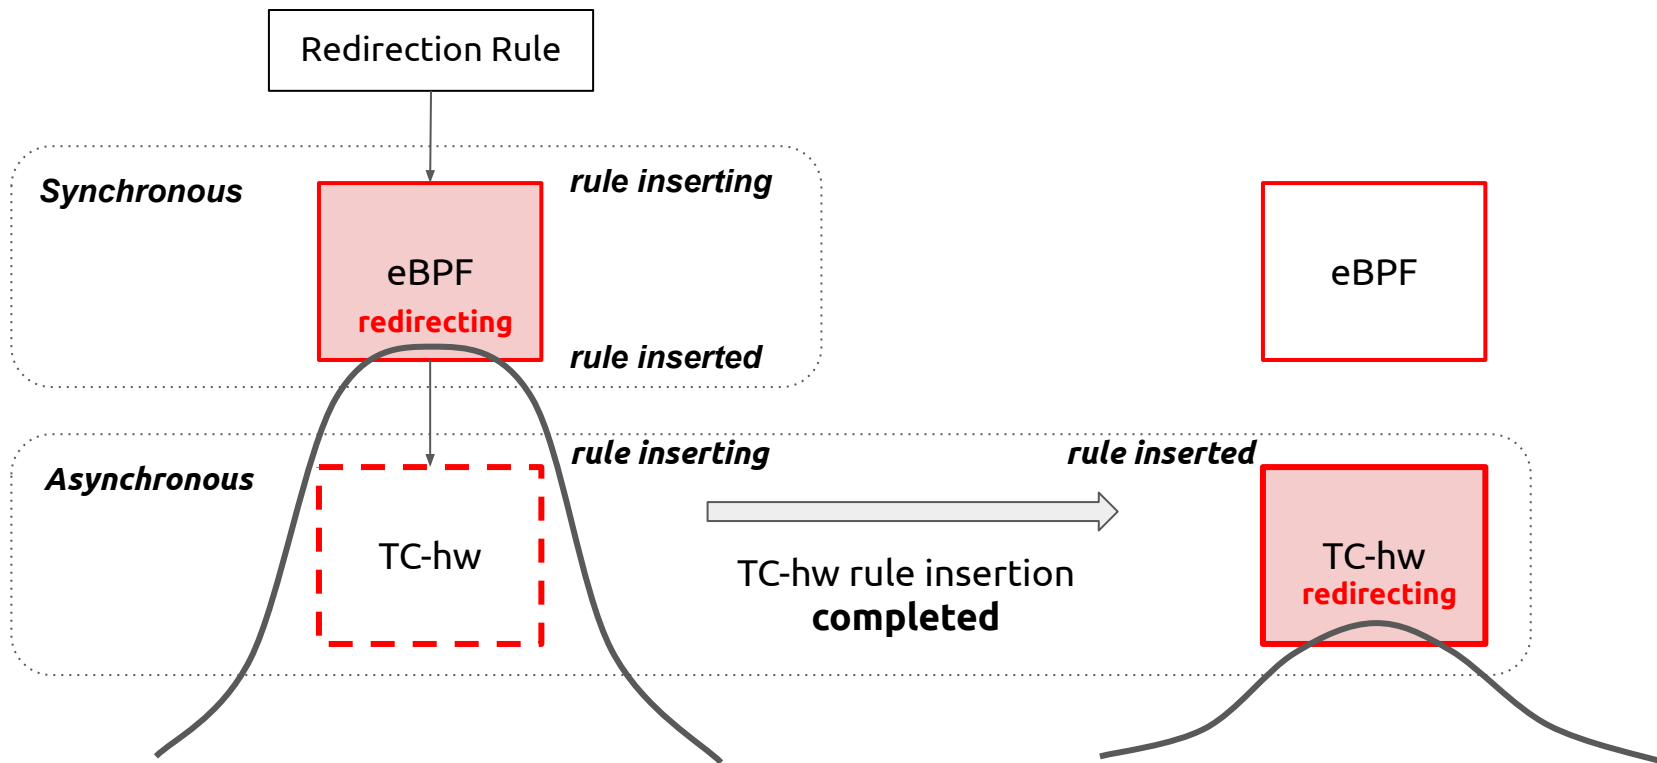 Redirection Rule
Synchronous
rule inserting
eBPF
redirecting
rule inserted
eBPF
Asynchronous
rule inserting
rule inserted
TC-hw
TC-hw rule insertion
completed
TC-hw
redirecting